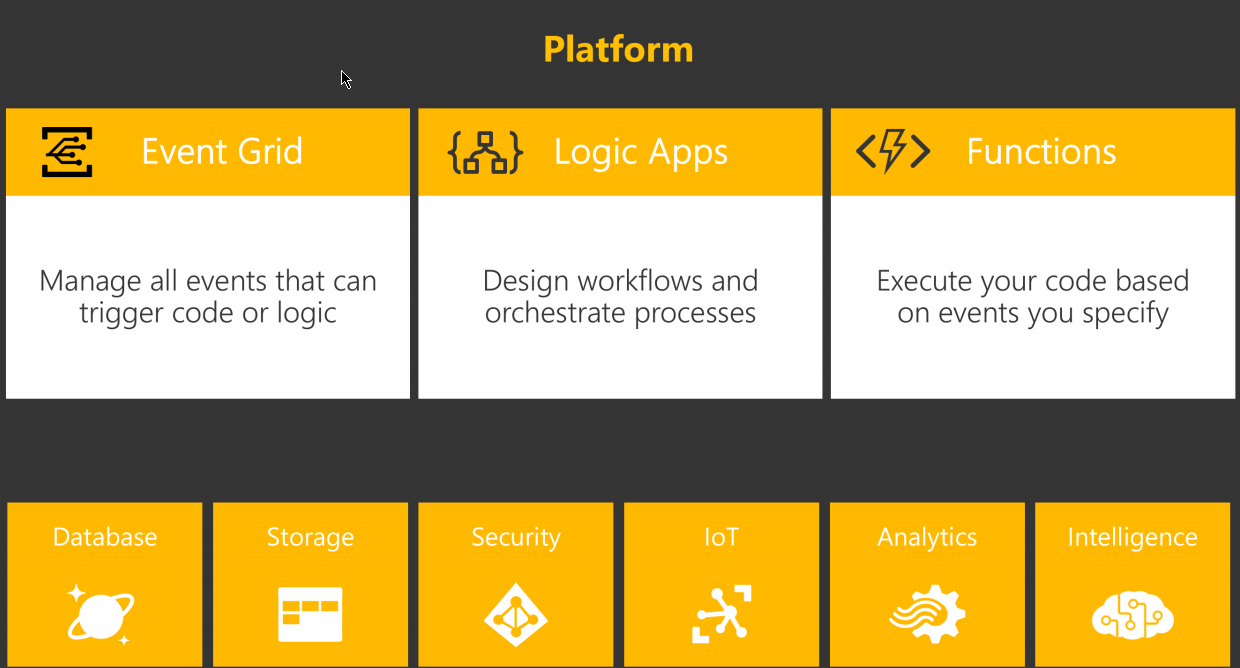 Platform
Event Grid
Manage all events that can
trigger code or logic
Logic Apps
Design workflows and
orchestrate processes
Functions
Execute your code based
on events you specify
Database
Storage
Security
IoT
Analytics
Intelligence